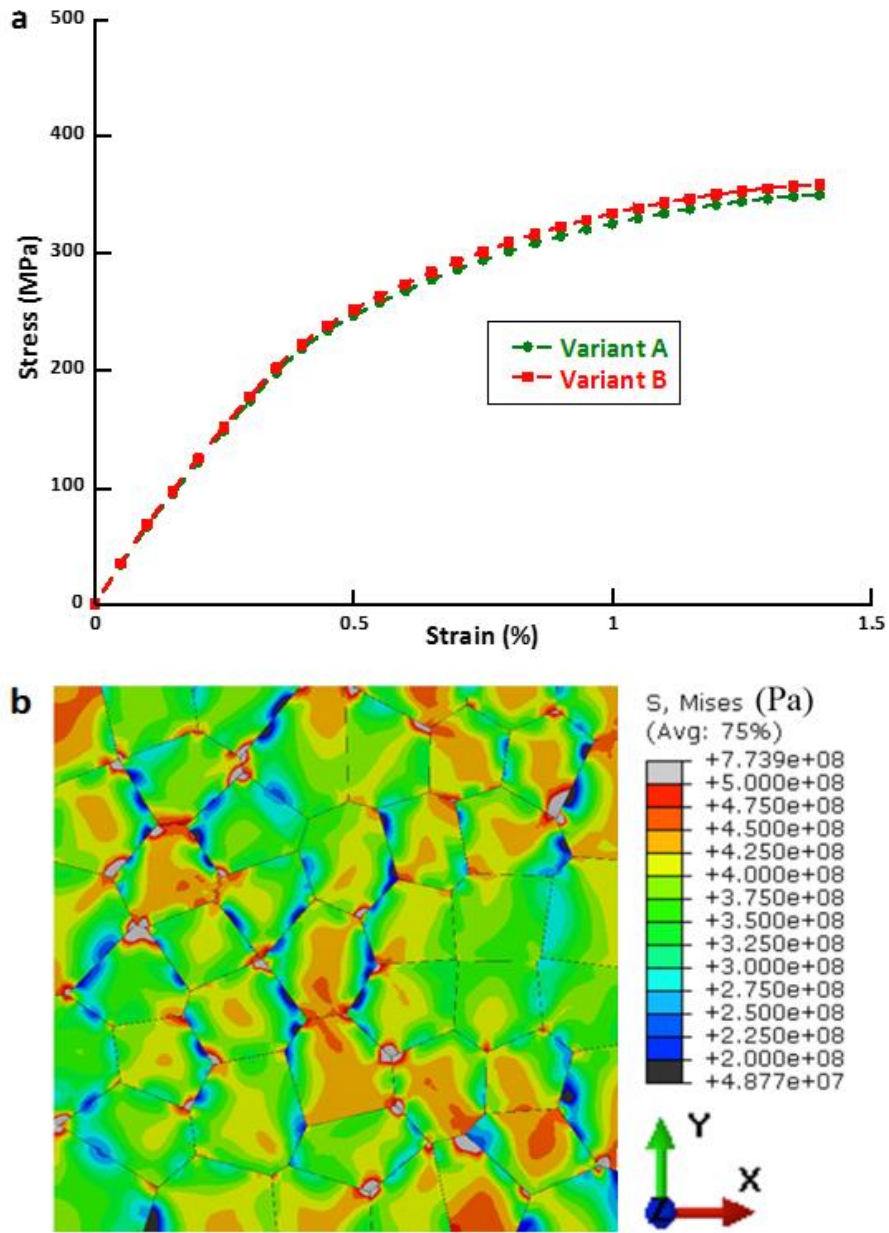 a
500
400
300
200
100
0
Stress (MPa)
Variant A
Variant B
0
0.5
1
1.5
Strain (%)
b
S, Mises (Pa)
(Avg: 75%)
+7.739e+08
+5.000e+08
+4.750e+08
+4.500e+08
+4.250e+08
+4.000e+08
+3.750e+08
+3.500e+08
+3.250e+08
+3.000e+08
+2.750e+08
+2.500e+08
+2.250e+08
+2.000e+08
+4.877e+07
Y
X
Z